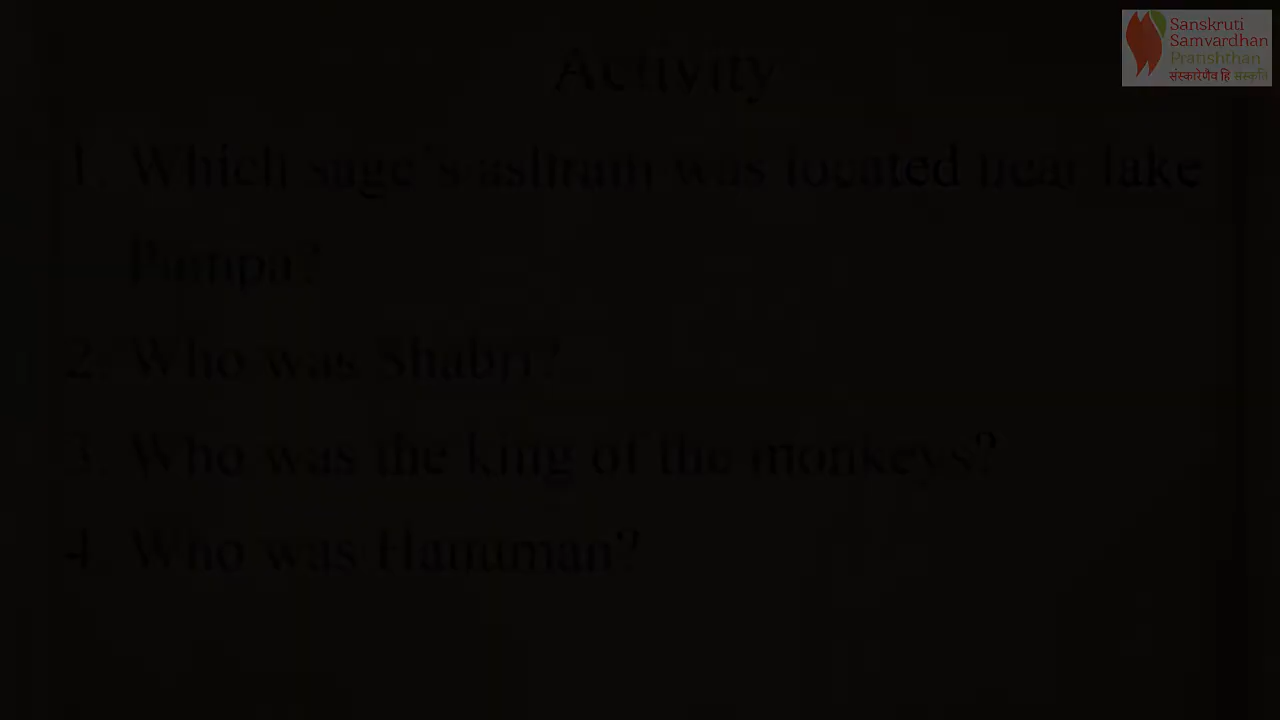 Sanskruti
Samvardhan
Pratishthan
संस्कारेणैव हि संस्कृति
Activity
1. Which sage's ashram was located near lake
Pampa?
2. Who was Shabri?
3. Who was the king of the monkeys?
4. Who was Hanuman?